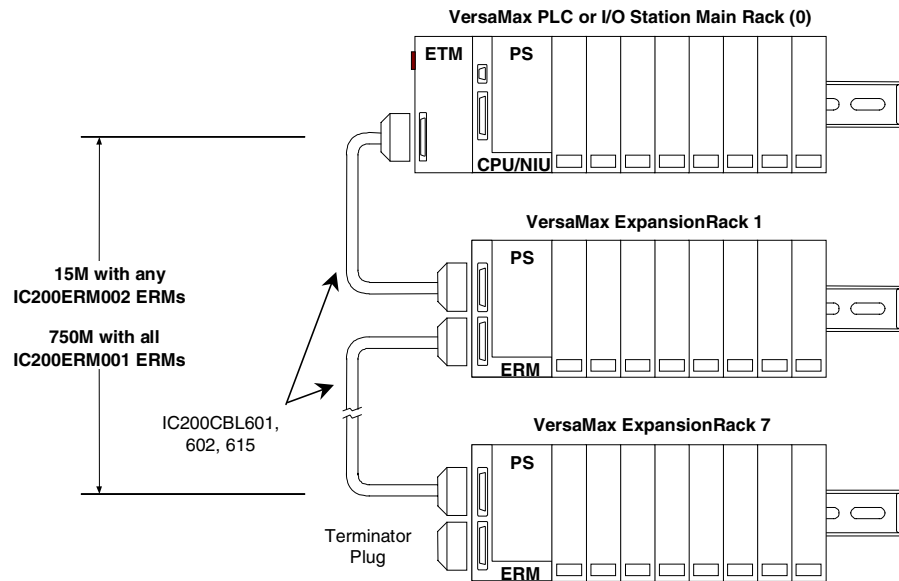 VersaMax PLC or I/O Station Main Rack (0)
ETM
PS
CPU/NIU
VersaMax ExpansionRack 1
PS
15M with any
IC200ERM002 ERMs
750M with all
IC200ERM001 ERMs
ERM
IC200CBL601,
602, 615
VersaMax ExpansionRack 7
PS
Terminator
Plug
ERM